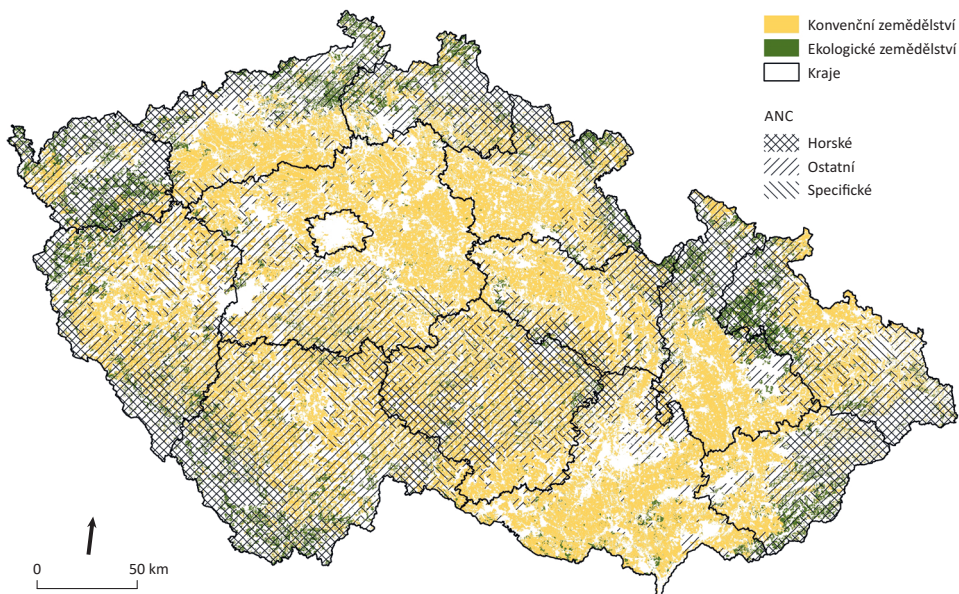 Konvenční zemědělství
Ekologické zemědělství
Kraje
ANC
Horské
Ostatní
Specifické
0 50 km